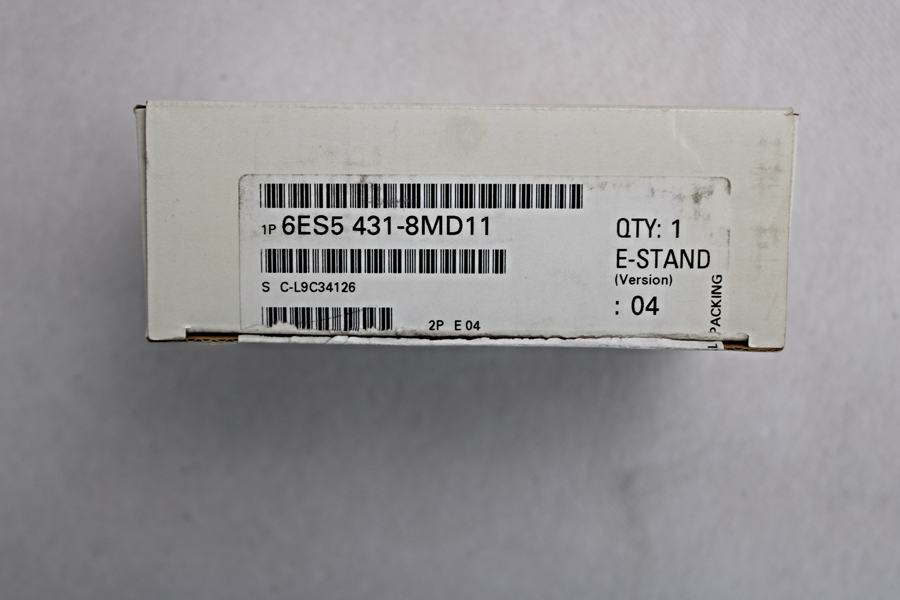 1P 6ES5 431-8MD11
S C-L9C34126
2P E 04
QTY: 1
E-STAND
(Version)
: 04
PACKING